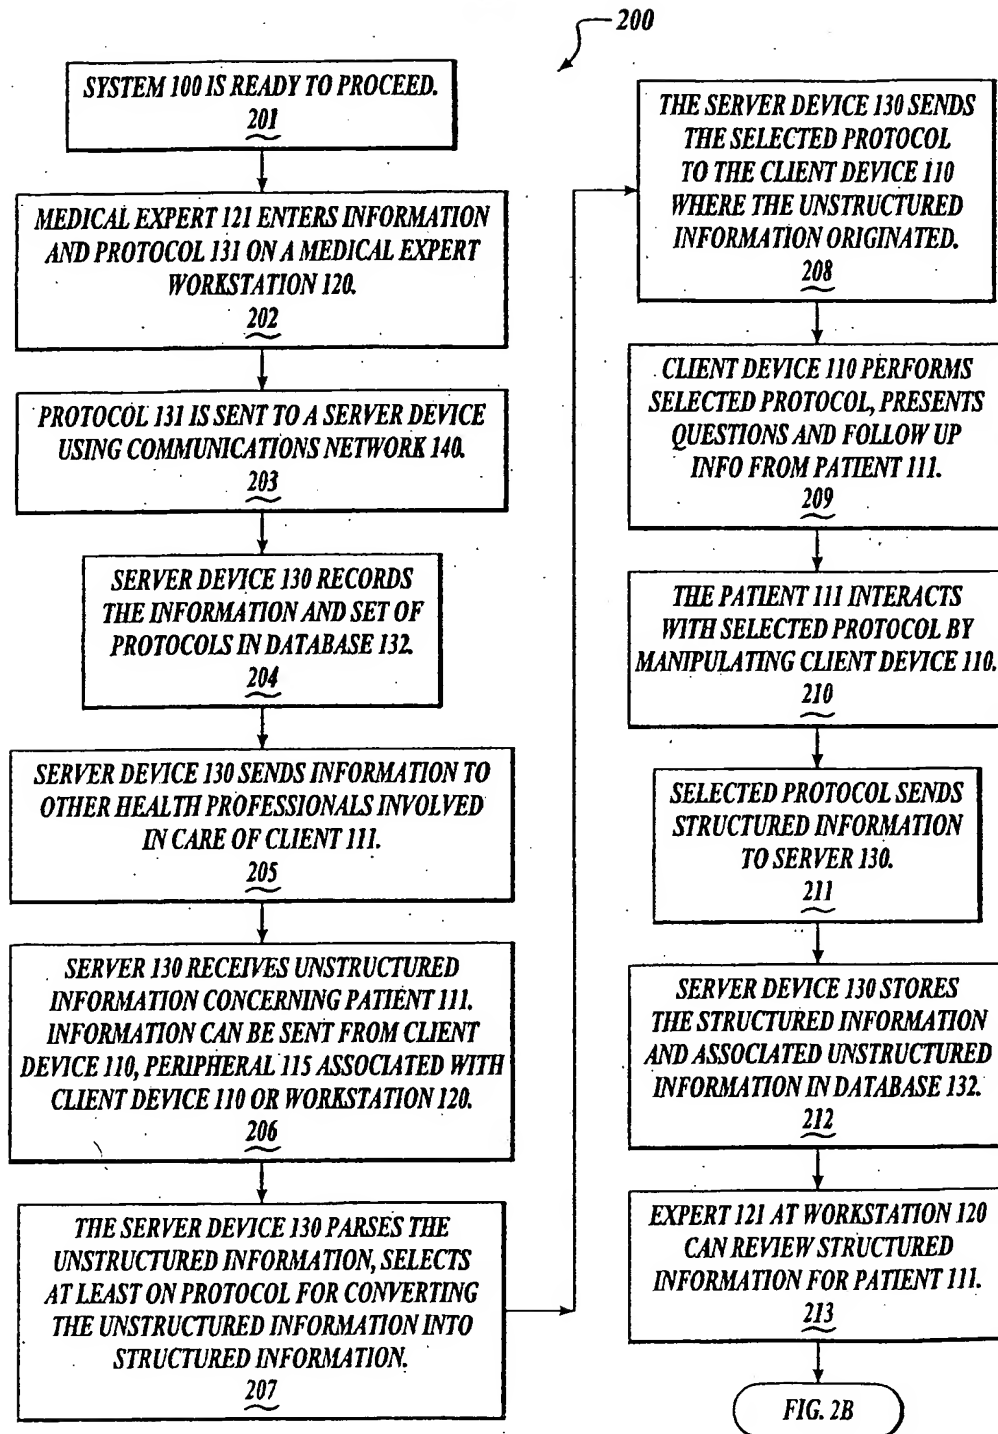 200
SYSTEM 100 IS READY TO PROCEED.
201
MEDICAL EXPERT 121 ENTERS INFORMATION
AND PROTOCOL 131 ON A MEDICAL EXPERT
WORKSTATION 120.
202
PROTOCOL 131 IS SENT TO A SERVER DEVICE
USING COMMUNICATIONS NETWORK 140.
203
SERVER DEVICE 130 RECORDS
THE INFORMATION AND SET OF
PROTOCOLS IN DATABASE 132.
204
SERVER DEVICE 130 SENDS INFORMATION TO
OTHER HEALTH PROFESSIONALS INVOLVED
IN CARE OF CLIENT 111.
205
SERVER 130 RECEIVES UNSTRUCTURED
INFORMATION CONCERNING PATIENT 111.
INFORMATION CAN BE SENT FROM CLIENT
DEVICE 110, PERIPHERAL 115 ASSOCIATED WITH
CLIENT DEVICE 110 OR WORKSTATION 120.
206
THE SERVER DEVICE 130 PARSES THE
UNSTRUCTURED INFORMATION, SELECTS
AT LEAST ON PROTOCOL FOR CONVERTING
THE UNSTRUCTURED INFORMATION INTO
STRUCTURED INFORMATION.
207
THE SERVER DEVICE 130 SENDS
THE SELECTED PROTOCOL
TO THE CLIENT DEVICE 110
WHERE THE UNSTRUCTURED
INFORMATION ORIGINATED.
208
CLIENT DEVICE 110 PERFORMS
SELECTED PROTOCOL, PRESENTS
QUESTIONS AND FOLLOW UP
INFO FROM PATIENT 111.
209
THE PATIENT 111 INTERACTS
WITH SELECTED PROTOCOL BY
MANIPULATING CLIENT DEVICE 110.
210
SELECTED PROTOCOL SENDS
STRUCTURED INFORMATION
TO SERVER 130.
211
SERVER DEVICE 130 STORES
THE STRUCTURED INFORMATION
AND ASSOCIATED UNSTRUCTURED
INFORMATION IN DATABASE 132.
212
EXPERT 121 AT WORKSTATION 120
CAN REVIEW STRUCTURED
INFORMATION FOR PATIENT 111.
213
FIG. 2B